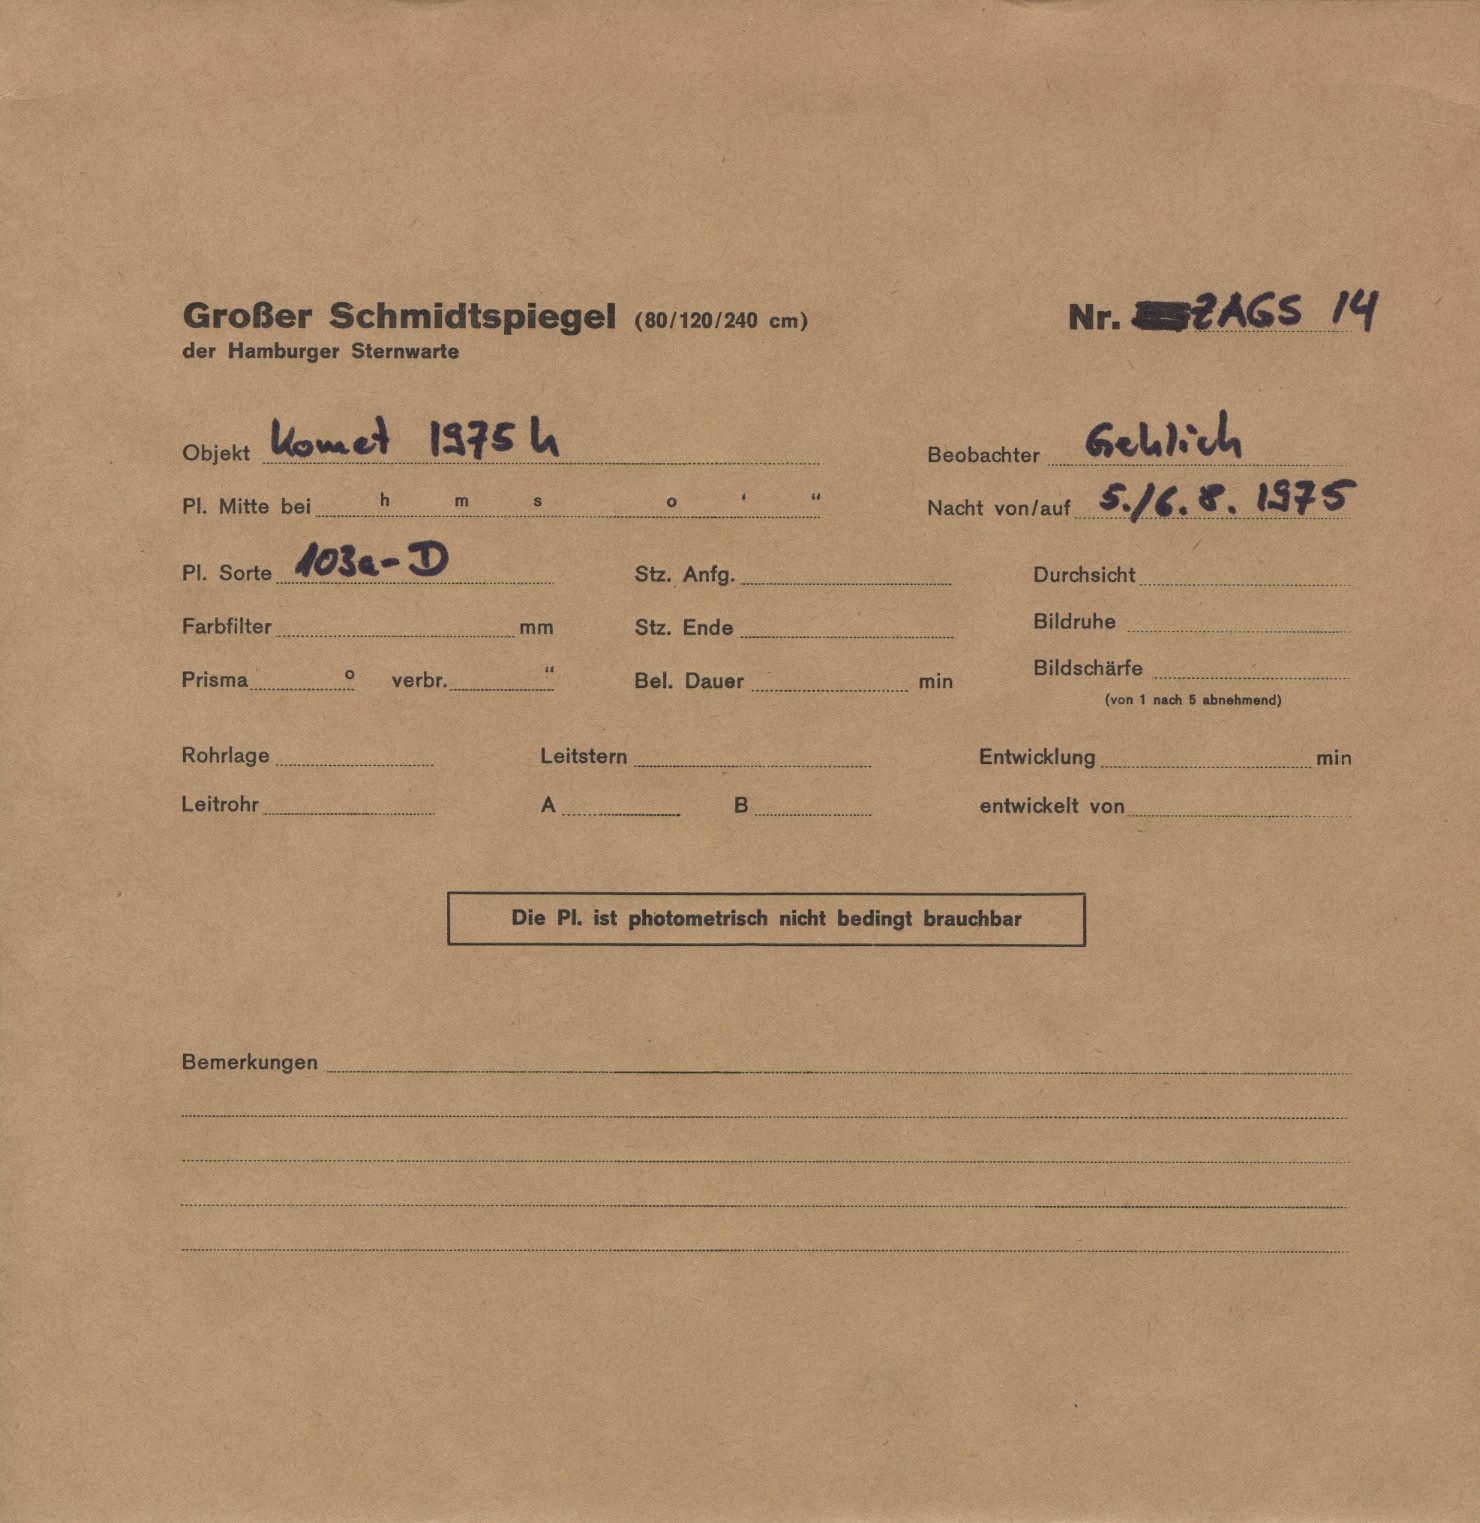 Großer Schmidtspiegel (80/120/240 cm) Nr. ZAGS 14
der Hamburger Sternwarte
Objekt Komet 1975 h Beobachter Gehlich
Pl. Mitte bei h m s o ‘ “ Nacht von/auf 5./6. 8. 1975
Pl. Sorte 103a-D Stz. Anfg. Durchsicht
Farbfilter mm Stz. Ende Bildruhe
Prisma o verbr. “ Bel. Dauer min Bildschärfe
(von 1 nach 5 abnehmend)
Rohrlage Leitstern Entwicklung min
Leitrohr A B entwickelt von
Die Pl. ist photometrisch nicht bedingt brauchbar
Bemerkungen